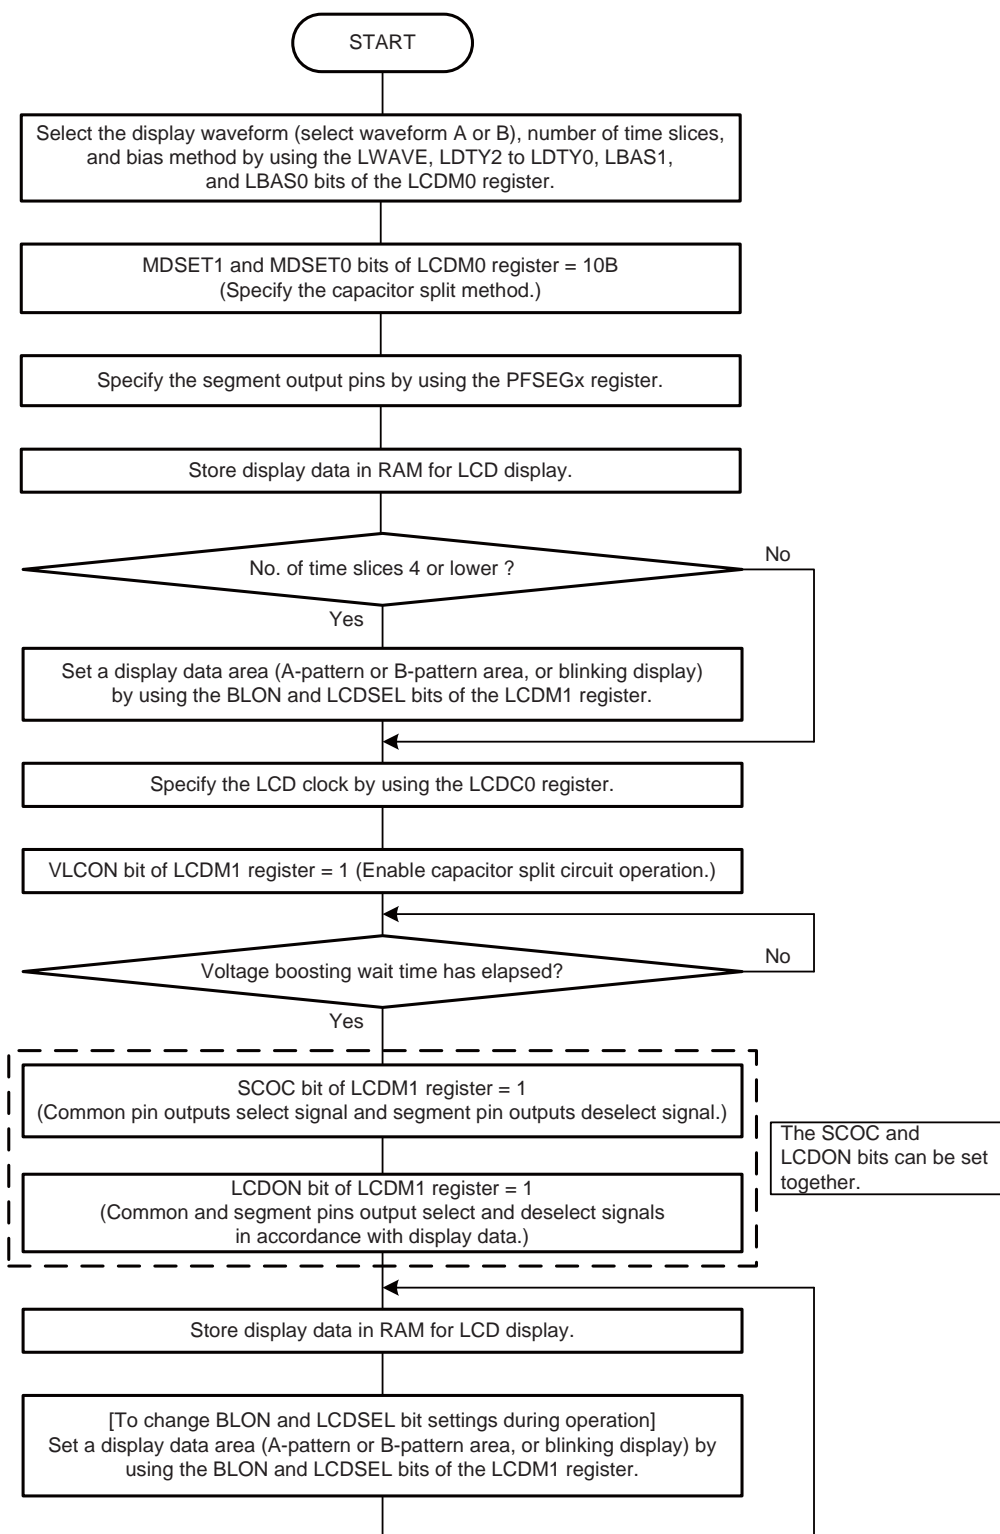 START
Select the display waveform (select waveform A or B), number of time slices,
and bias method by using the LWAVE, LDTY2 to LDTY0, LBAS1,
and LBAS0 bits of the LCDM0 register.
MDSET1 and MDSET0 bits of LCDM0 register = 10B
(Specify the capacitor split method.)
Specify the segment output pins by using the PFSEGx register.
Store display data in RAM for LCD display.
No. of time slices 4 or lower ?
No
Yes
Set a display data area (A-pattern or B-pattern area, or blinking display)
by using the BLON and LCDSEL bits of the LCDM1 register.
Specify the LCD clock by using the LCDC0 register.
VLCON bit of LCDM1 register = 1 (Enable capacitor split circuit operation.)
Voltage boosting wait time has elapsed?
No
Yes
SCOC bit of LCDM1 register = 1
(Common pin outputs select signal and segment pin outputs deselect signal.)
The SCOC and
LCDON bits can be set
together.
LCDON bit of LCDM1 register = 1
(Common and segment pins output select and deselect signals
in accordance with display data.)
Store display data in RAM for LCD display.
[To change BLON and LCDSEL bit settings during operation]
Set a display data area (A-pattern or B-pattern area, or blinking display) by
using the BLON and LCDSEL bits of the LCDM1 register.